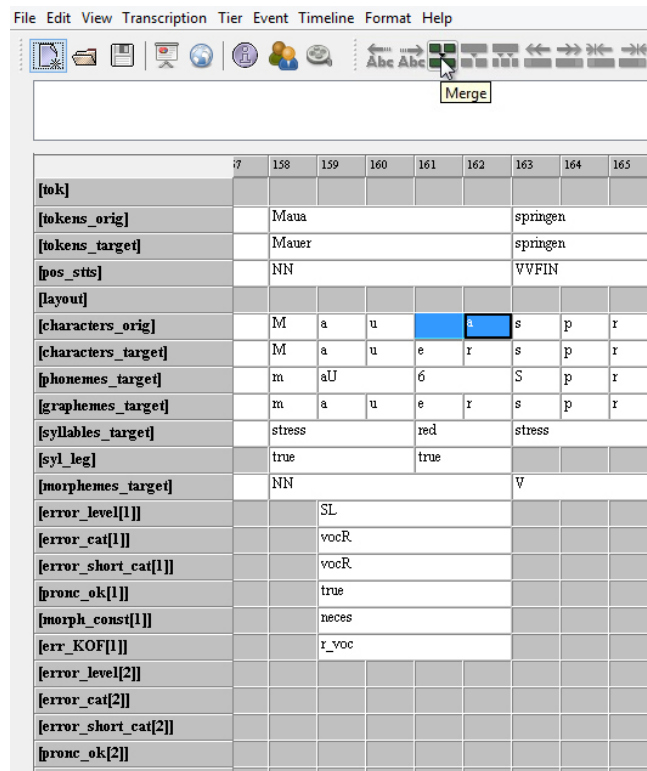 File Edit View Transcription Tier Event Timeline Format Help
Abc Abc
Merge
57 158 159 160 161 162 163 164 165
[tok]
[tokens_orig] Maua springen
[tokens_target] Mauer springen
[pos_stts] NN VVFIN
[layout]
[characters_orig] M a u a s p r
[characters_target] M a u e r s p r
[phonemes_target] m aU 6 S p r
[graphemes_target] m a u e r s p r
[syllables_target] stress red stress
[syl_leg] true true
[morphemes_target] NN V
[error_level[1]] SL
[error_cat[1]] vocR
[error_short_cat[1]] vocR
[pronc_ok[1]] true
[morph_const[1]] neces
[err_KOF[1]] r_voc
[error_level[2]]
[error_cat[2]]
[error_short_cat[2]]
[pronc_ok[2]]